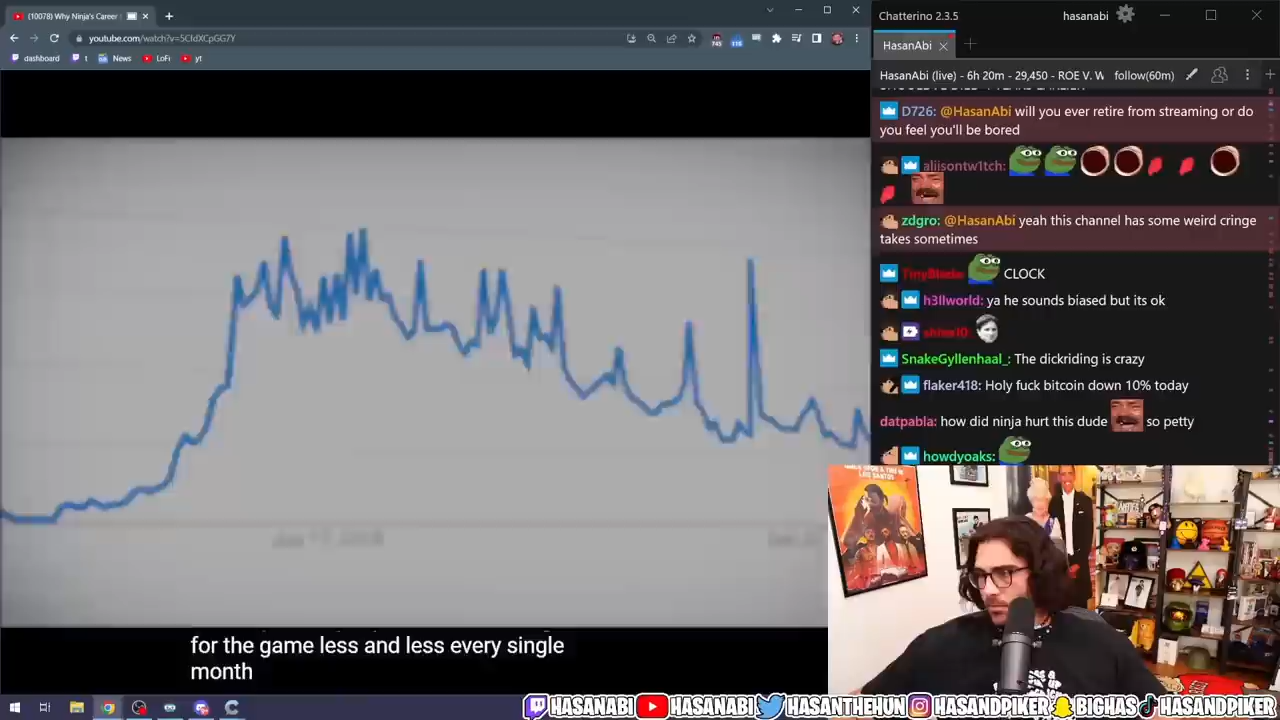 (10078) Why Ninja's Career
youtube.com/watch?v=5CfdXCpGG7Y
dashboard
t
News
LoFi
yt
Chatterino 2.3.5
hasanabi
HasanAbi
HasanAbi (live) - 6h 20m - 29,450 - ROE V. W
follow(60m)
D726: @HasanAbi will you ever retire from streaming or do
you feel you'll be bored
aliisontw1tch:
zdgro: @HasanAbi yeah this channel has some weird cringe
takes sometimes
CLOCK
h3llworld: ya he sounds biased but its ok
SnakeGyllenhaal_: The dickriding is crazy
flaker418: Holy fuck bitcoin down 10% today
datpabla: how did ninja hurt this dude so petty
howdyoaks:
for the game less and less every single
month
HASANABI HASANABI HASANTHEHUN HASANDPIKER BIGHAS HASANDPIKER